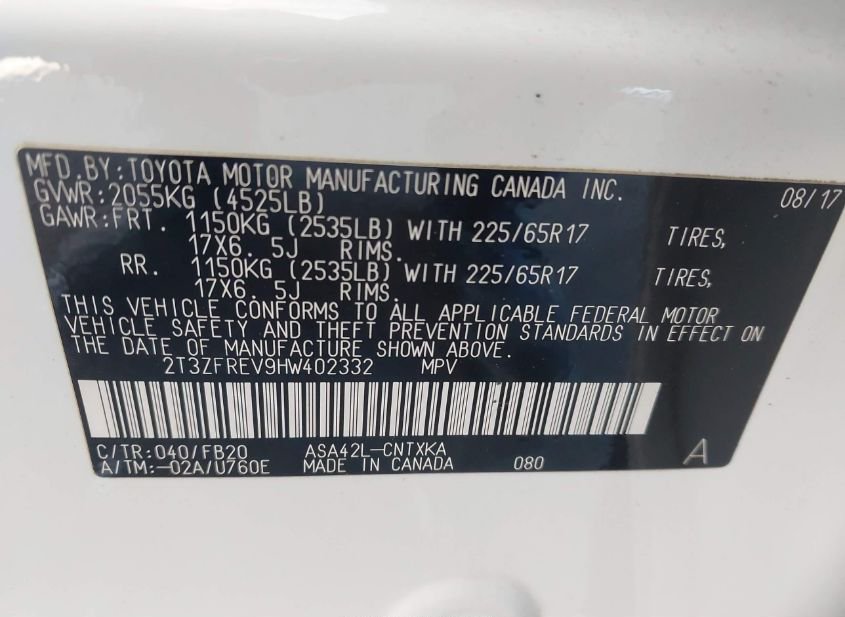 MFD.BY:TOYOTA MOTOR MANUFACTURING CANADA INC. 08/17
GVWR:2055KG (4525LB)
GAWR:FRT. 1150KG (2535LB) WITH 225/65R17 TIRES,
17X6. 5J RIMS.
RR. 1150KG (2535LB) WITH 225/65R17 TIRES,
17X6. 5J RIMS.
THIS VEHICLE CONFORMS TO ALL APPLICABLE FEDERAL MOTOR
VEHICLE SAFETY AND THEFT PREVENTION STANDARDS IN EFFECT ON
THE DATE OF MANUFACTURE SHOWN ABOVE.
2T3ZFREV9HW402332 MPV
C/TR:040/FB20 ASA42L-CNTXKA
A/TM:-02A/U760E MADE IN CANADA 080 A